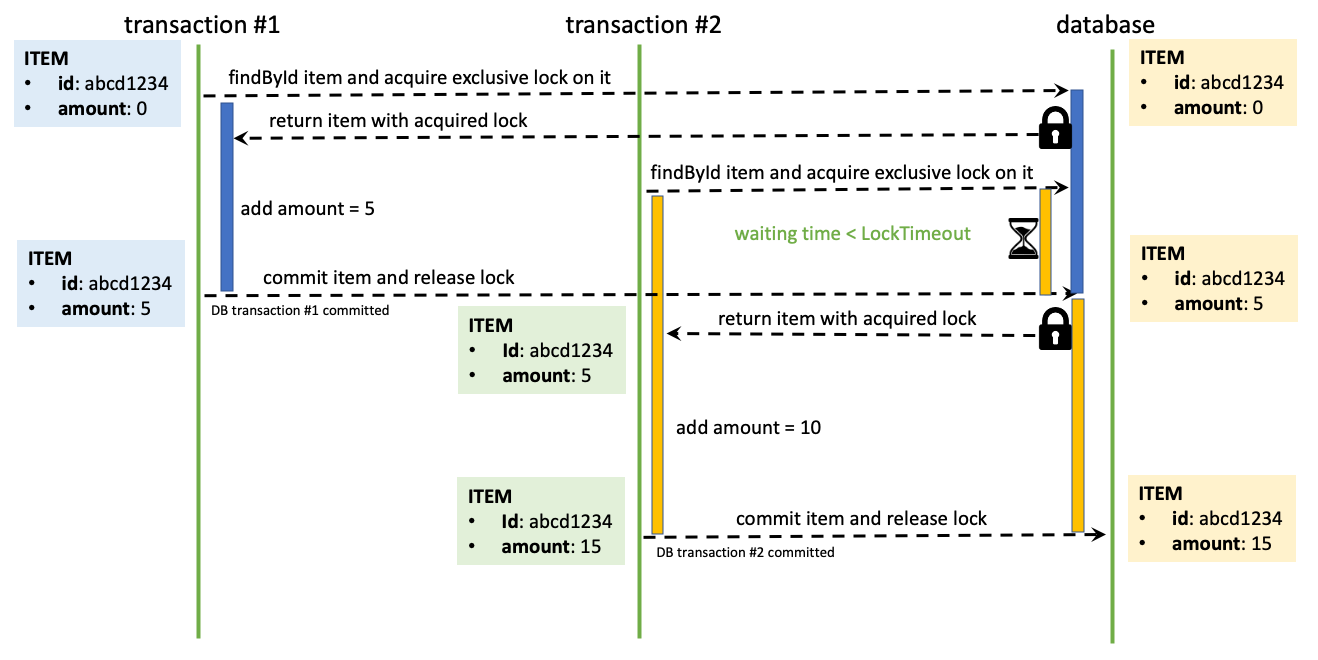 transaction #1
transaction #2
database
ITEM
• id: abcd1234
• amount: 0
findById item and acquire exclusive lock on it
ITEM
• id: abcd1234
• amount: 0
return item with acquired lock
findById item and acquire exclusive lock on it
add amount = 5
waiting time < LockTimeout
ITEM
• id: abcd1234
• amount: 5
commit item and release lock
DB transaction #1 committed
ITEM
• id: abcd1234
• amount: 5
ITEM
• Id: abcd1234
• amount: 5
return item with acquired lock
add amount = 10
ITEM
• Id: abcd1234
• amount: 15
commit item and release lock
DB transaction #2 committed
ITEM
• id: abcd1234
• amount: 15